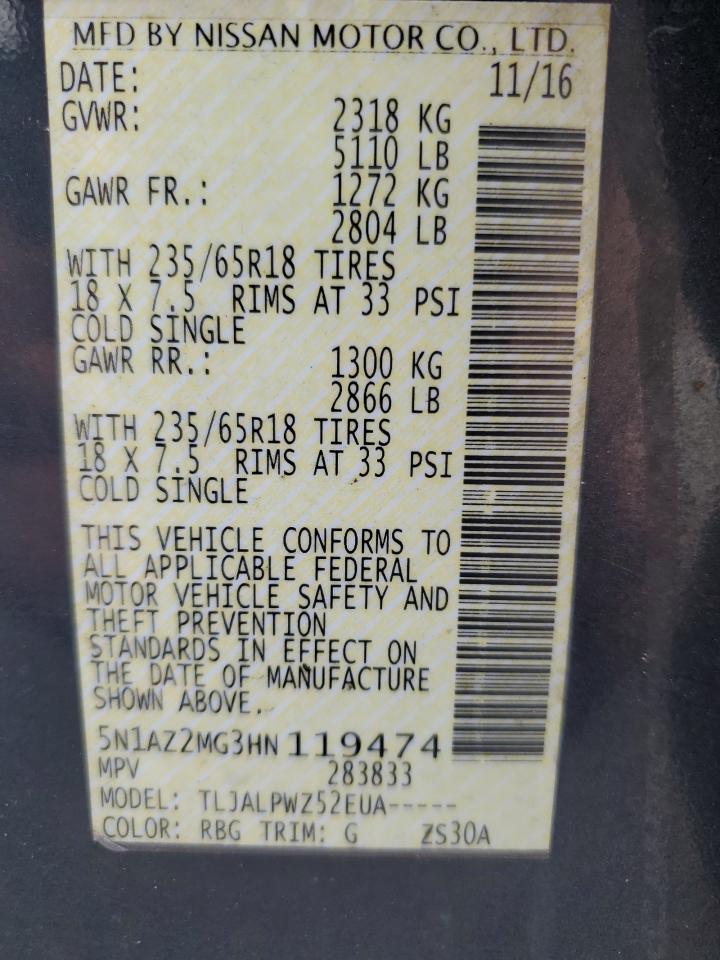 MFD BY NISSAN MOTOR CO., LTD.
DATE: 11/16
GVWR: 2318 KG
5110 LB
GAWR FR.: 1272 KG
2804 LB
WITH 235/65R18 TIRES
18 X 7.5 RIMS AT 33 PSI
COLD SINGLE
GAWR RR.: 1300 KG
2866 LB
WITH 235/65R18 TIRES
18 X 7.5 RIMS AT 33 PSI
COLD SINGLE
THIS VEHICLE CONFORMS TO
ALL APPLICABLE FEDERAL
MOTOR VEHICLE SAFETY AND
THEFT PREVENTION
STANDARDS IN EFFECT ON
THE DATE OF MANUFACTURE
SHOWN ABOVE.
5N1AZ2MG3HN119474
MPV 283833
MODEL: TLJALPWZ52EUA-----
COLOR: RBG TRIM: G ZS30A